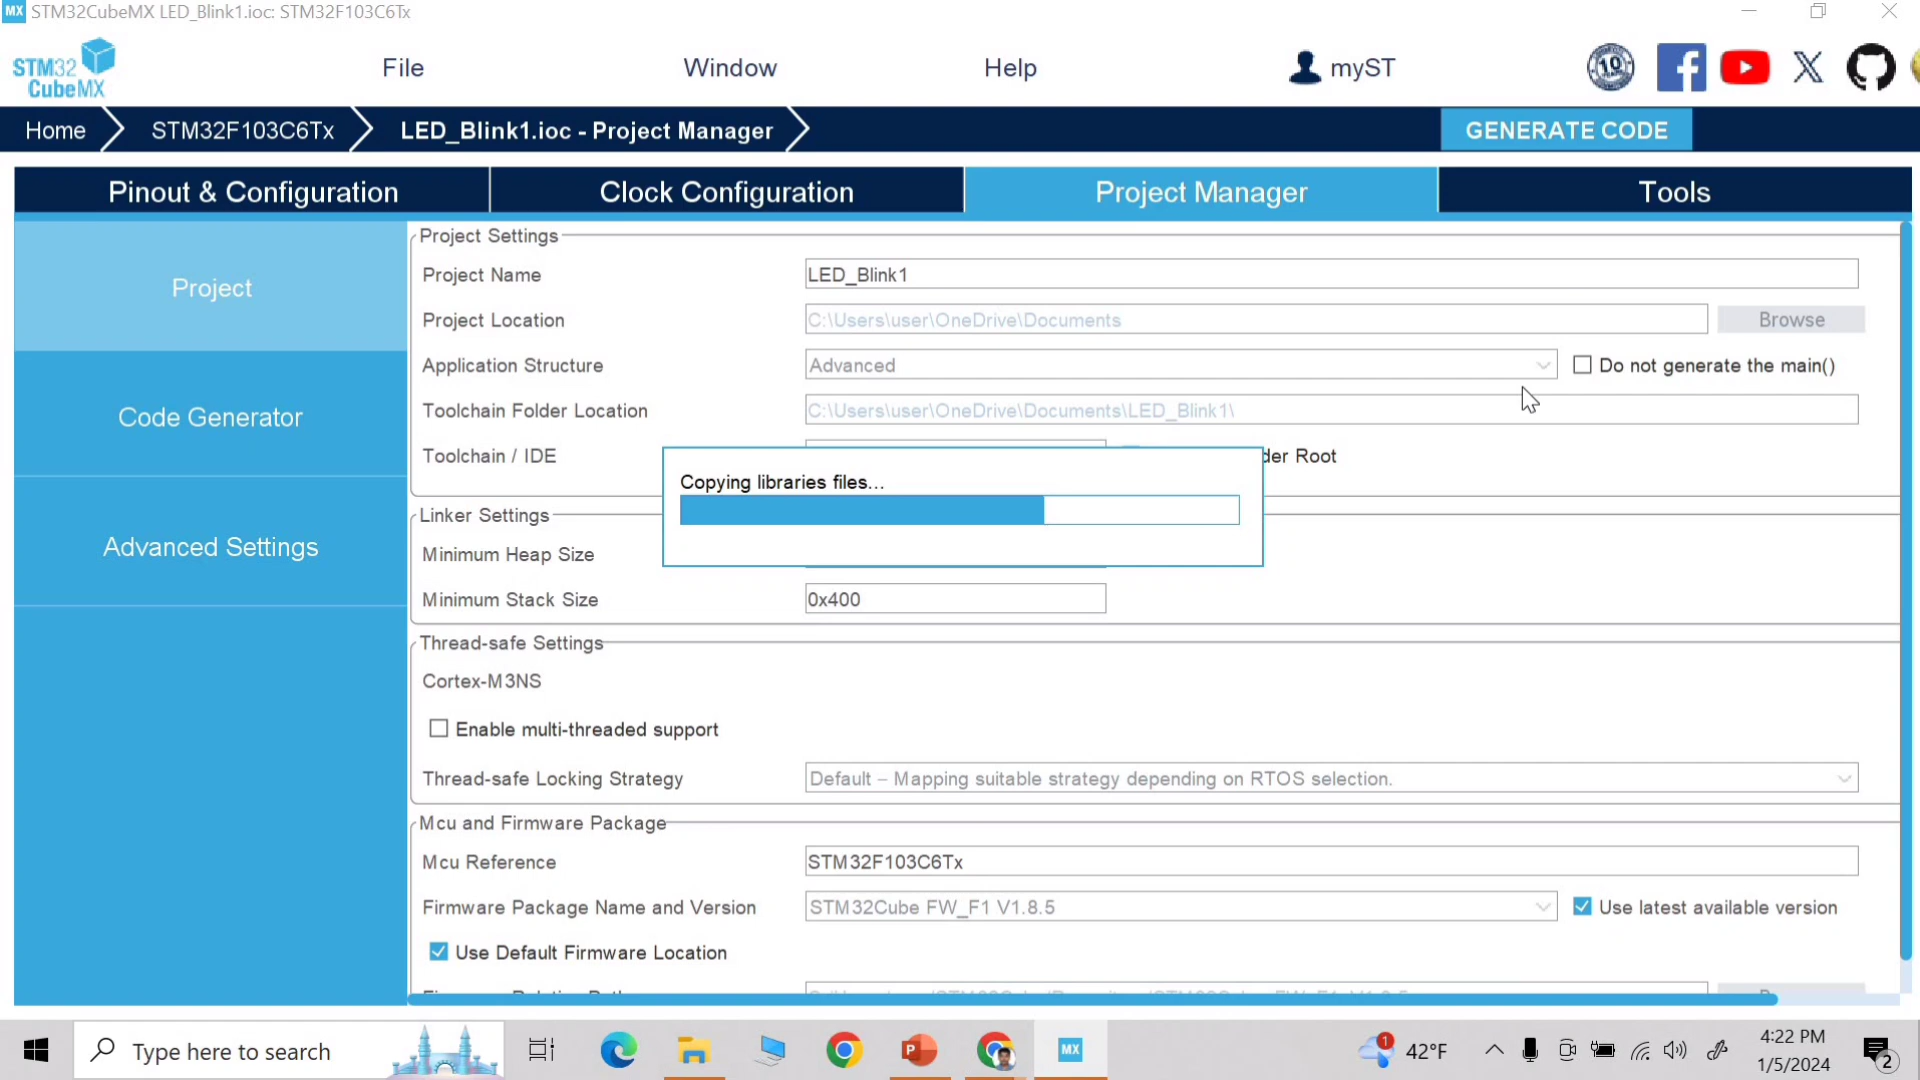 MX STM32CubeMX LED_Blink1.ioc: STM32F103C6Tx
STM32
CubeMX
File
Window
Help
myST
10
Home
STM32F103C6Tx
LED_Blink1.ioc - Project Manager
GENERATE CODE
Pinout & Configuration
Clock Configuration
Project Manager
Tools
Project
Code Generator
Advanced Settings
Project Settings
Project Name
LED_Blink1
Project Location
C:\Users\user\OneDrive\Documents
Browse
Application Structure
Advanced
Do not generate the main()
Toolchain Folder Location
C:\Users\user\OneDrive\Documents\LED_Blink1\
Toolchain / IDE
der Root
Copying libraries files...
Linker Settings
Minimum Heap Size
Minimum Stack Size
0x400
Thread-safe Settings
Cortex-M3NS
Enable multi-threaded support
Thread-safe Locking Strategy
Default – Mapping suitable strategy depending on RTOS selection.
Mcu and Firmware Package
Mcu Reference
STM32F103C6Tx
Firmware Package Name and Version
STM32Cube FW_F1 V1.8.5
Use latest available version
Use Default Firmware Location
Type here to search
MX
1
42°F
4:22 PM
1/5/2024
2